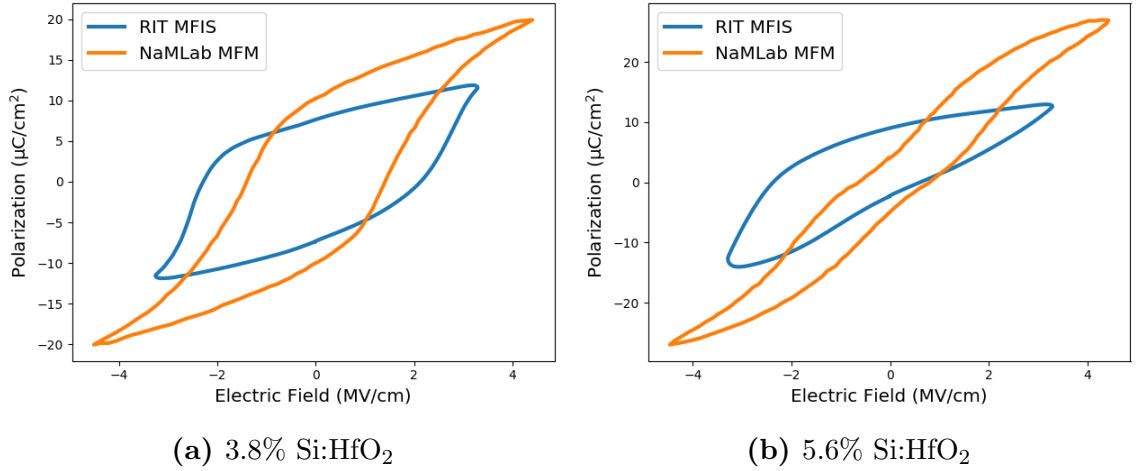 RIT MFIS
NaMLab MFM
20
15
10
5
0
−5
−10
−15
−20
Polarization (µC/cm²)
−4 −2 0 2 4
Electric Field (MV/cm)
RIT MFIS
NaMLab MFM
20
10
0
−10
−20
Polarization (µC/cm²)
−4 −2 0 2 4
Electric Field (MV/cm)
(a) 3.8% Si:HfO₂
(b) 5.6% Si:HfO₂